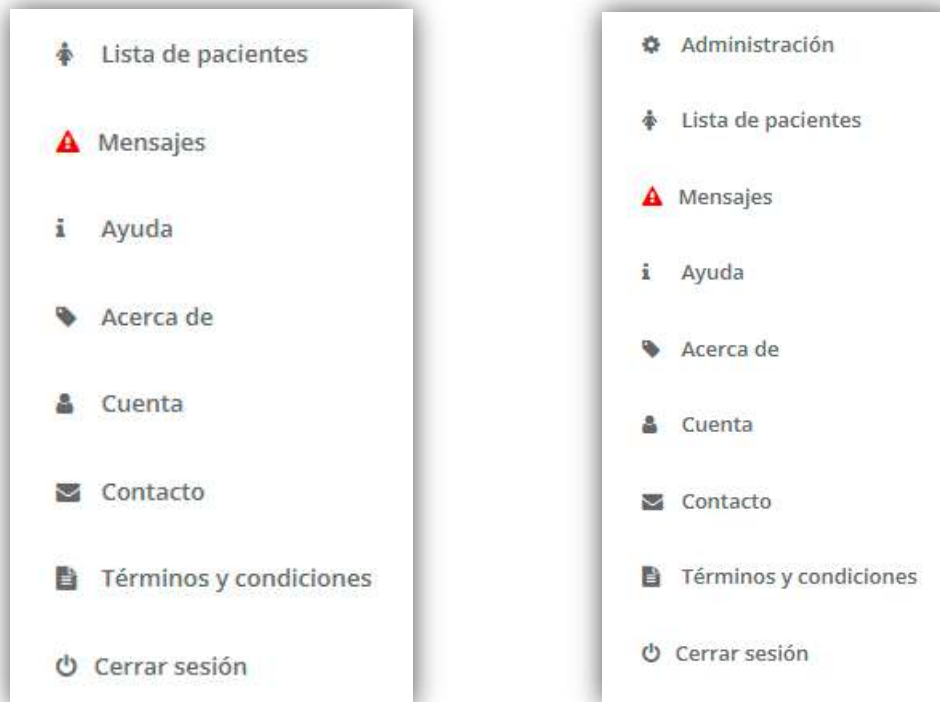 Lista de pacientes
Mensajes
Ayuda
Acerca de
Cuenta
Contacto
Términos y condiciones
Cerrar sesión
Administración
Lista de pacientes
Mensajes
Ayuda
Acerca de
Cuenta
Contacto
Términos y condiciones
Cerrar sesión